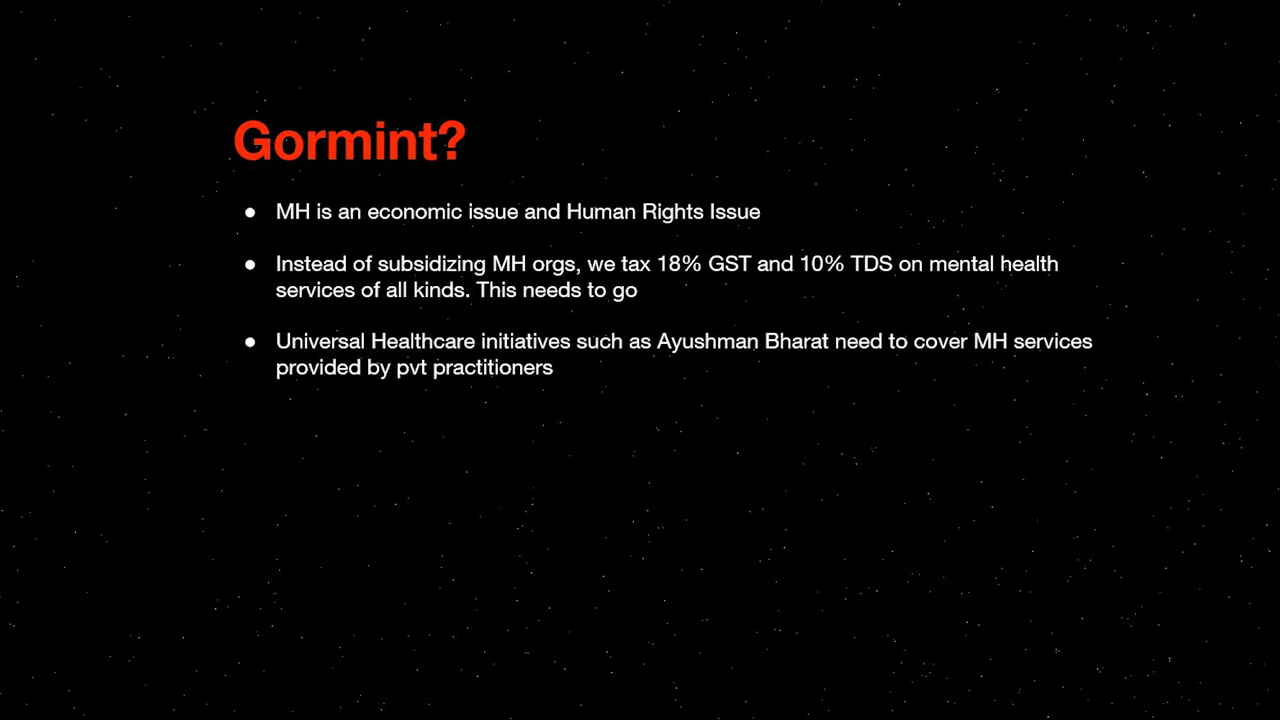 Gormint?
● MH is an economic issue and Human Rights Issue
● Instead of subsidizing MH orgs, we tax 18% GST and 10% TDS on mental health
services of all kinds. This needs to go
● Universal Healthcare initiatives such as Ayushman Bharat need to cover MH services
provided by pvt practitioners